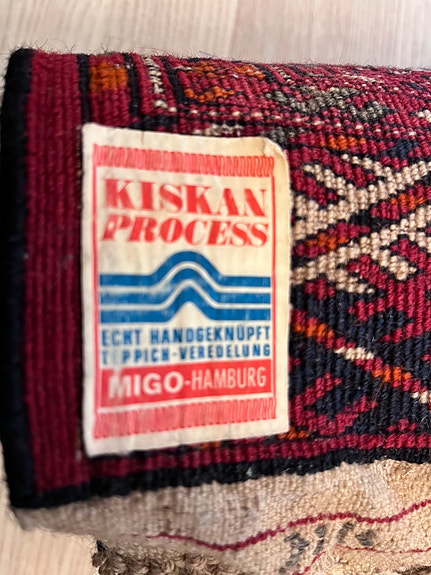 KISKAN
PROCESS
ECHT HANDGEKNÜPFT
TEPPICH-VEREDELUNG
MIGO-HAMBURG